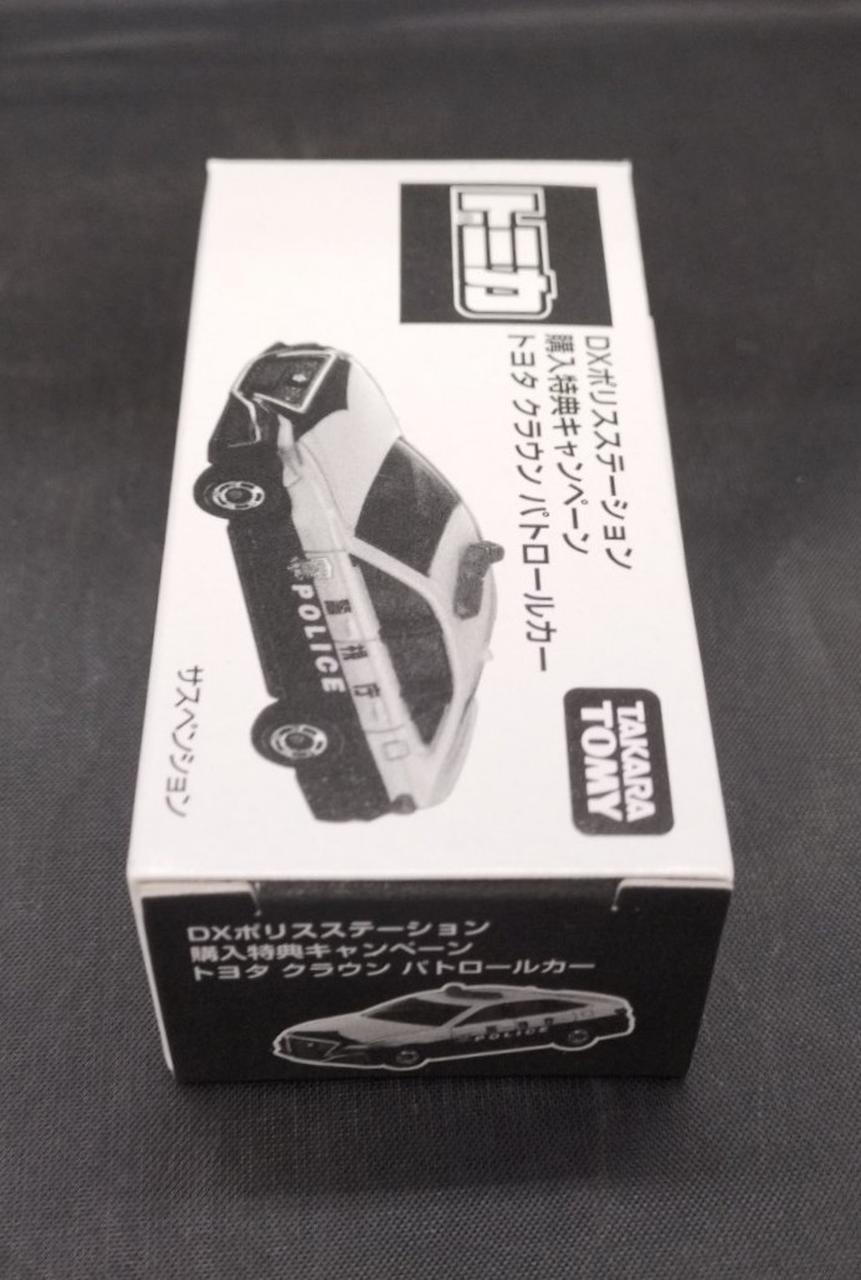 トミカ
DXポリスステーション
購入特典キャンペーン
トヨタ クラウン パトロールカー
POLICE
警視庁
サスペンション
TAKARA
TOMY
DXポリスステーション
購入特典キャンペーン
トヨタ クラウン パトロールカー
POLICE